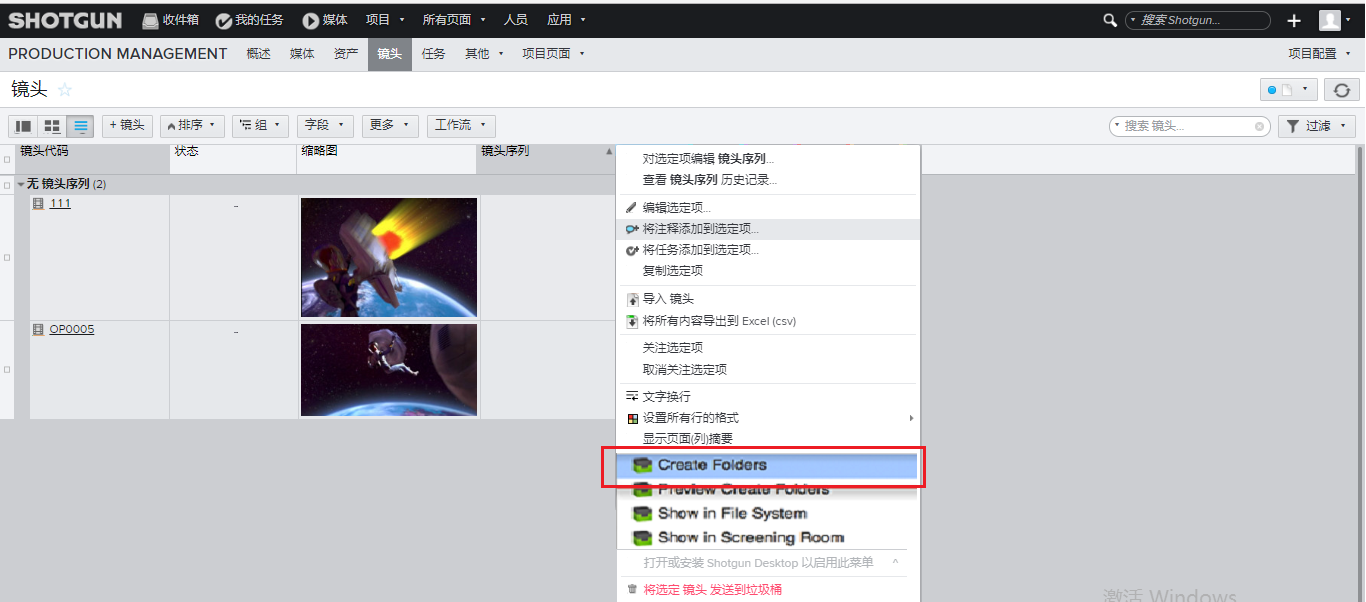 SHOTGUN 收件箱 我的任务 媒体 项目 所有页面 人员 应用 搜索 Shotgun...
PRODUCTION MANAGEMENT 概述 媒体 资产 镜头 任务 其他 项目页面 项目配置
镜头
+ 镜头 排序 组 字段 更多 工作流 搜索 镜头... 过滤
镜头代码 状态 缩略图 镜头序列
无 镜头序列 (2)
111 -
OP0005 -
对选定项编辑 镜头序列...
查看 镜头序列 历史记录...
编辑选定项...
将注释添加到选定项...
将任务添加到选定项...
复制选定项
导入 镜头
将所有内容导出到 Excel (csv)
关注选定项
取消关注选定项
文字换行
设置所有行的格式
显示页面(列)摘要
Create Folders
Preview Create Folders
Show in File System
Show in Screening Room
打开或安装 Shotgun Desktop 以启用此菜单
将选定 镜头 发送到垃圾桶
激活 Windows